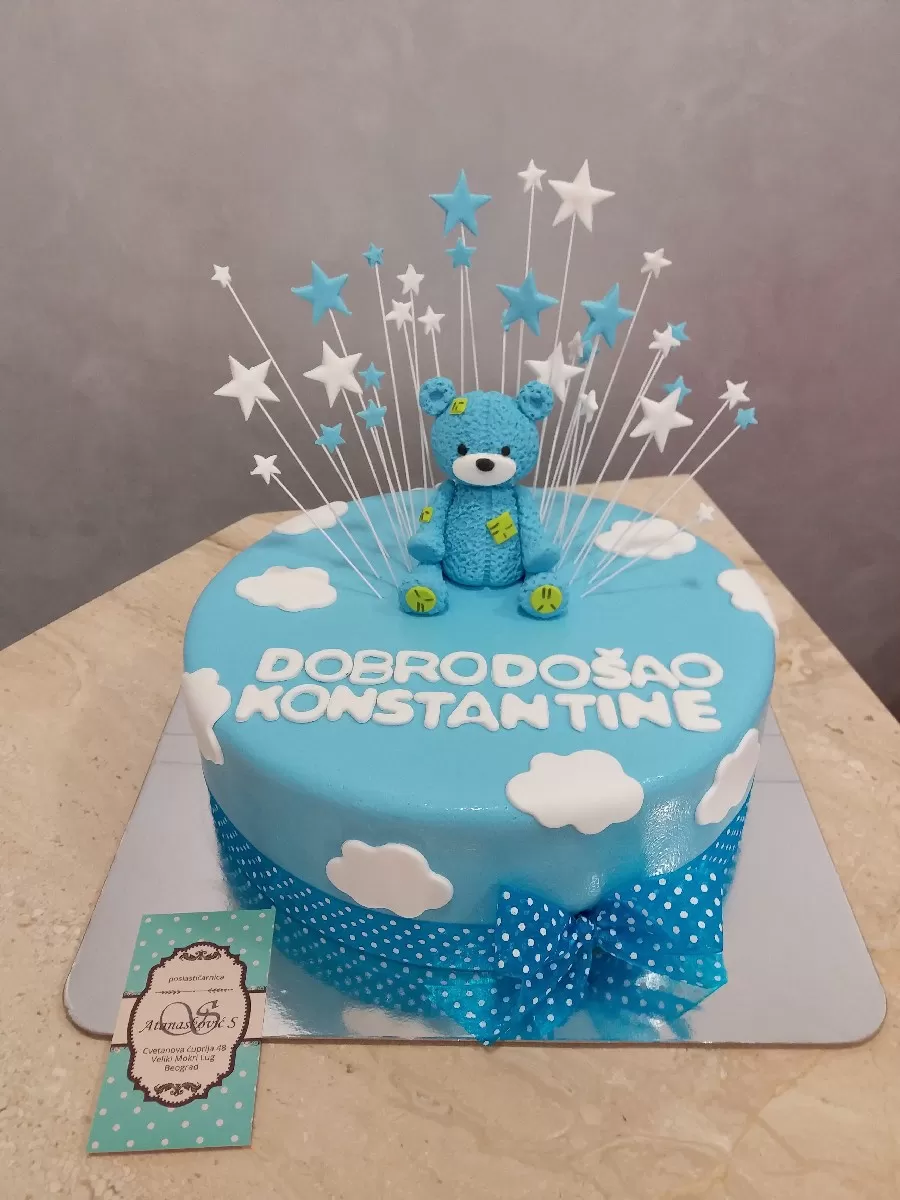 DOBRODOŠAO
KONSTANTINE
poslastičarnica
Atanasković S
Cvetanova ćuprija 48
Veliki Mokri Lug
Beograd